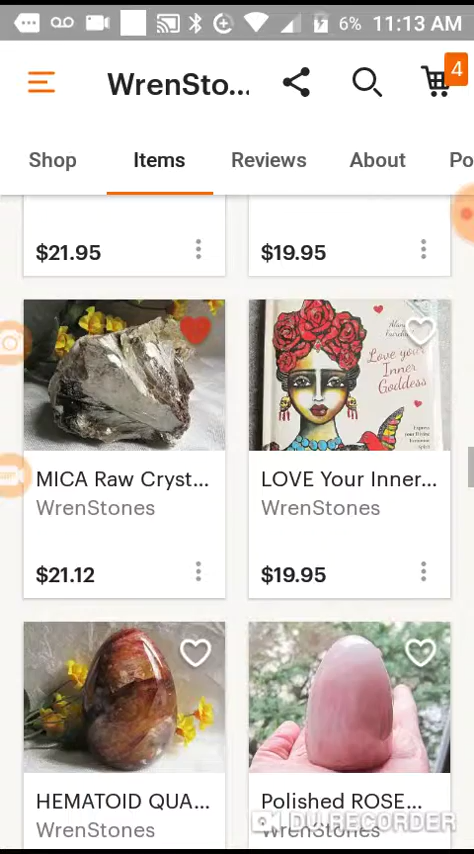 6% 11:13 AM
WrenSto... 4
Shop Items Reviews About Po
$21.95 $19.95
Love your
Inner
Goddess
MICA Raw Cryst... LOVE Your Inner...
WrenStones WrenStones
$21.12 $19.95
HEMATOID QUA... Polished ROSE...
WrenStones WrenStones
DU RECORDER